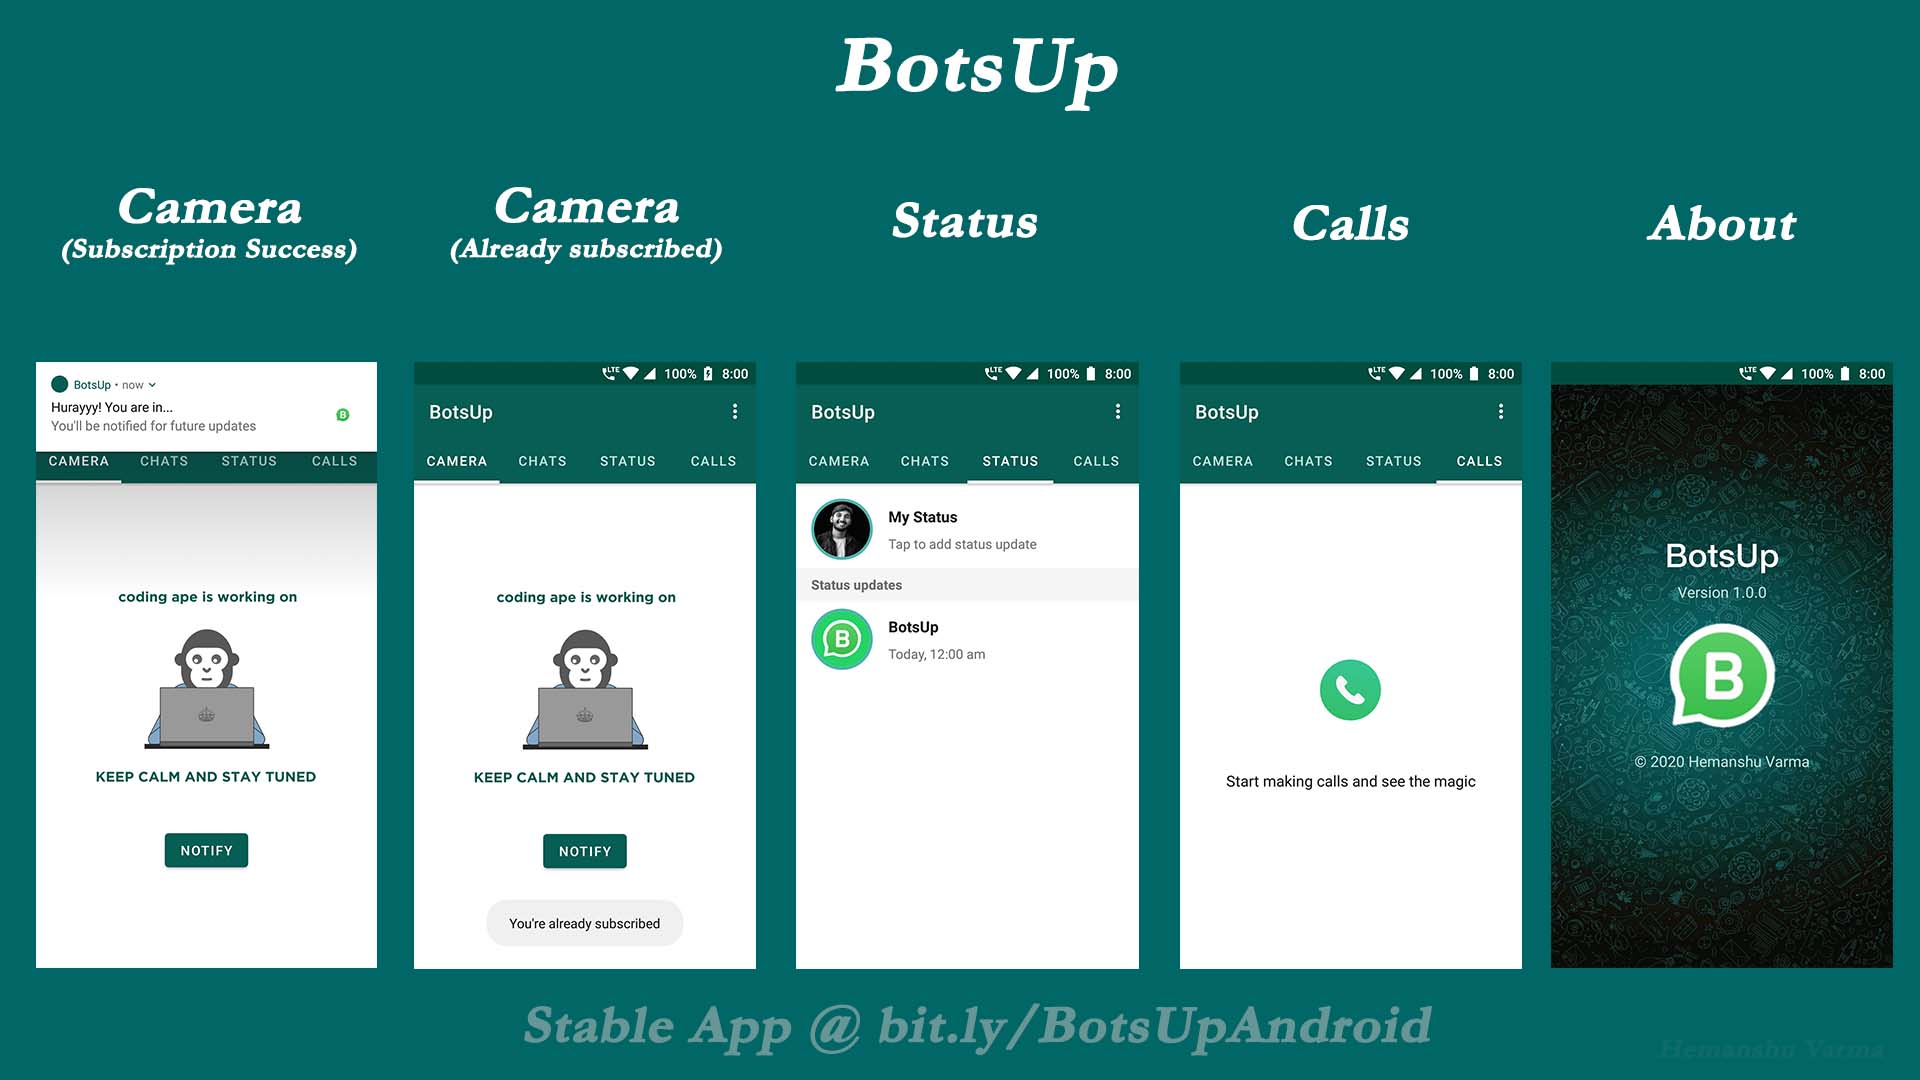 BotsUp
Camera
(Subscription Success)
Camera
(Already subscribed)
Status
Calls
About
BotsUp • now
Hurayyy! You are in...
You'll be notified for future updates
B
CAMERA CHATS STATUS CALLS
coding ape is working on
KEEP CALM AND STAY TUNED
NOTIFY
LTE 100% 8:00
BotsUp
CAMERA CHATS STATUS CALLS
coding ape is working on
KEEP CALM AND STAY TUNED
NOTIFY
You're already subscribed
LTE 100% 8:00
BotsUp
CAMERA CHATS STATUS CALLS
My Status
Tap to add status update
Status updates
B
BotsUp
Today, 12:00 am
LTE 100% 8:00
BotsUp
CAMERA CHATS STATUS CALLS
Start making calls and see the magic
LTE 100% 8:00
BotsUp
Version 1.0.0
B
© 2020 Hemanshu Varma
Stable App @ bit.ly/BotsUpAndroid
Hemanshu Varma